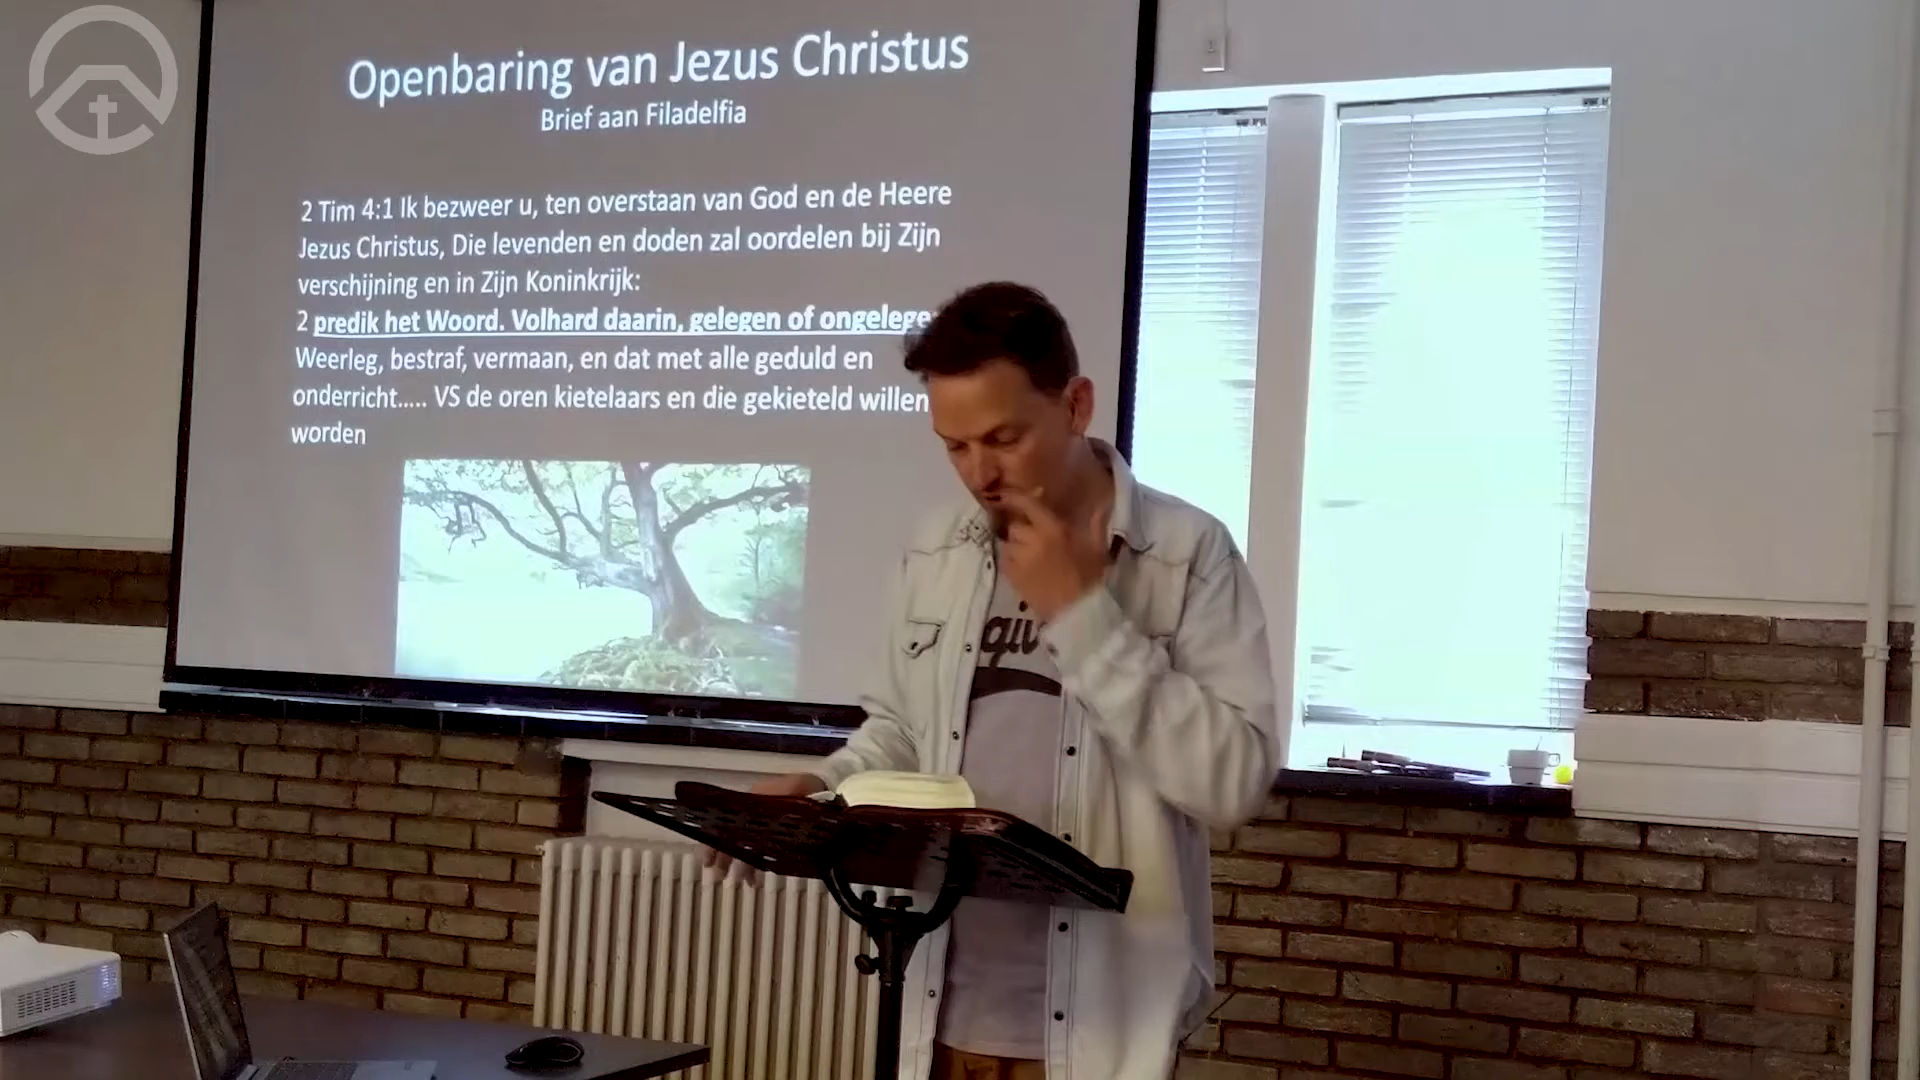 Openbaring van Jezus Christus
Brief aan Filadelfia
2 Tim 4:1 Ik bezweer u, ten overstaan van God en de Heere
Jezus Christus, Die levenden en doden zal oordelen bij Zijn
verschijning en in Zijn Koninkrijk:
2 predik het Woord. Volhard daarin, gelegen of
Weerleg, bestraf, vermaan, en dat met alle geduld en
onderricht..... VS de oren kietelaars en die gekieteld willen
worden